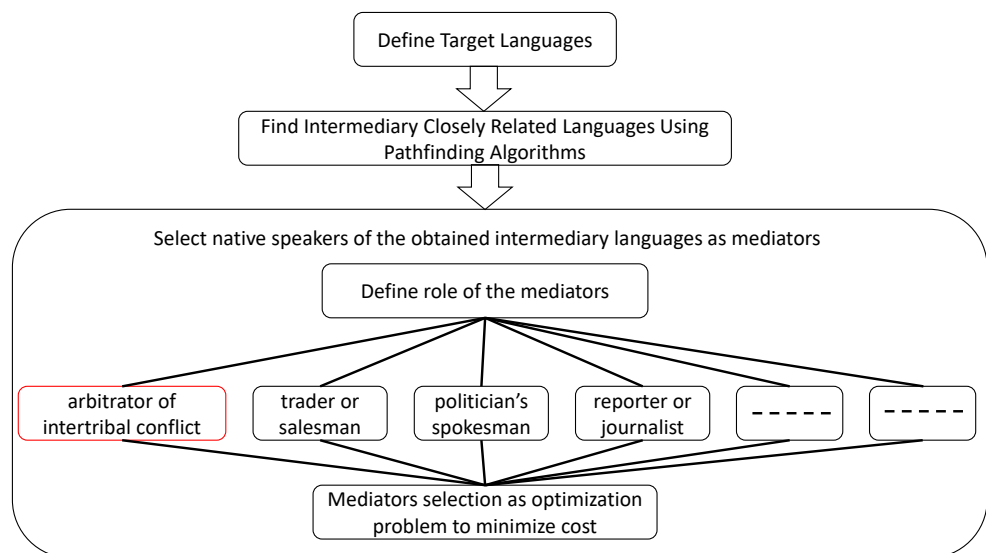 Define Target Languages
Find Intermediary Closely Related Languages Using
Pathfinding Algorithms
Select native speakers of the obtained intermediary languages as mediators
Define role of the mediators
arbitrator of
intertribal conflict
trader or
salesman
politician’s
spokesman
reporter or
journalist
Mediators selection as optimization
problem to minimize cost